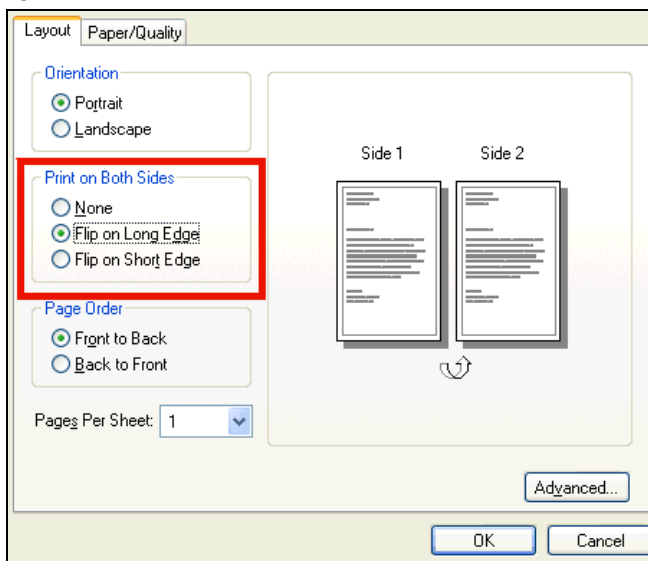 Layout Paper/Quality
Orientation
Portrait
Landscape
Print on Both Sides
None
Flip on Long Edge
Flip on Short Edge
Page Order
Front to Back
Back to Front
Pages Per Sheet: 1
Side 1 Side 2
Advanced...
OK Cancel